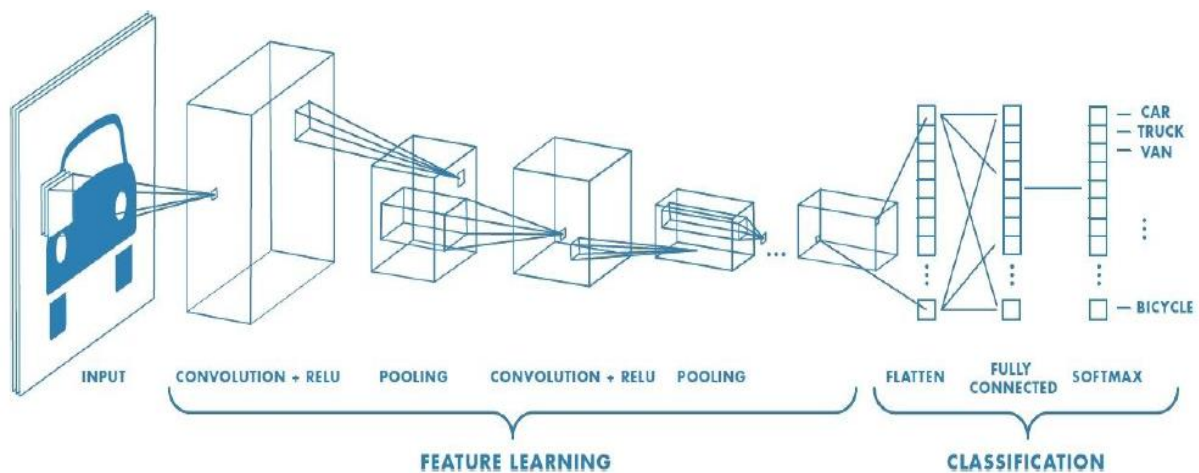 CAR
TRUCK
VAN
BICYCLE
INPUT
CONVOLUTION + RELU
POOLING
CONVOLUTION + RELU
POOLING
FLATTEN
FULLY
CONNECTED
SOFTMAX
FEATURE LEARNING
CLASSIFICATION